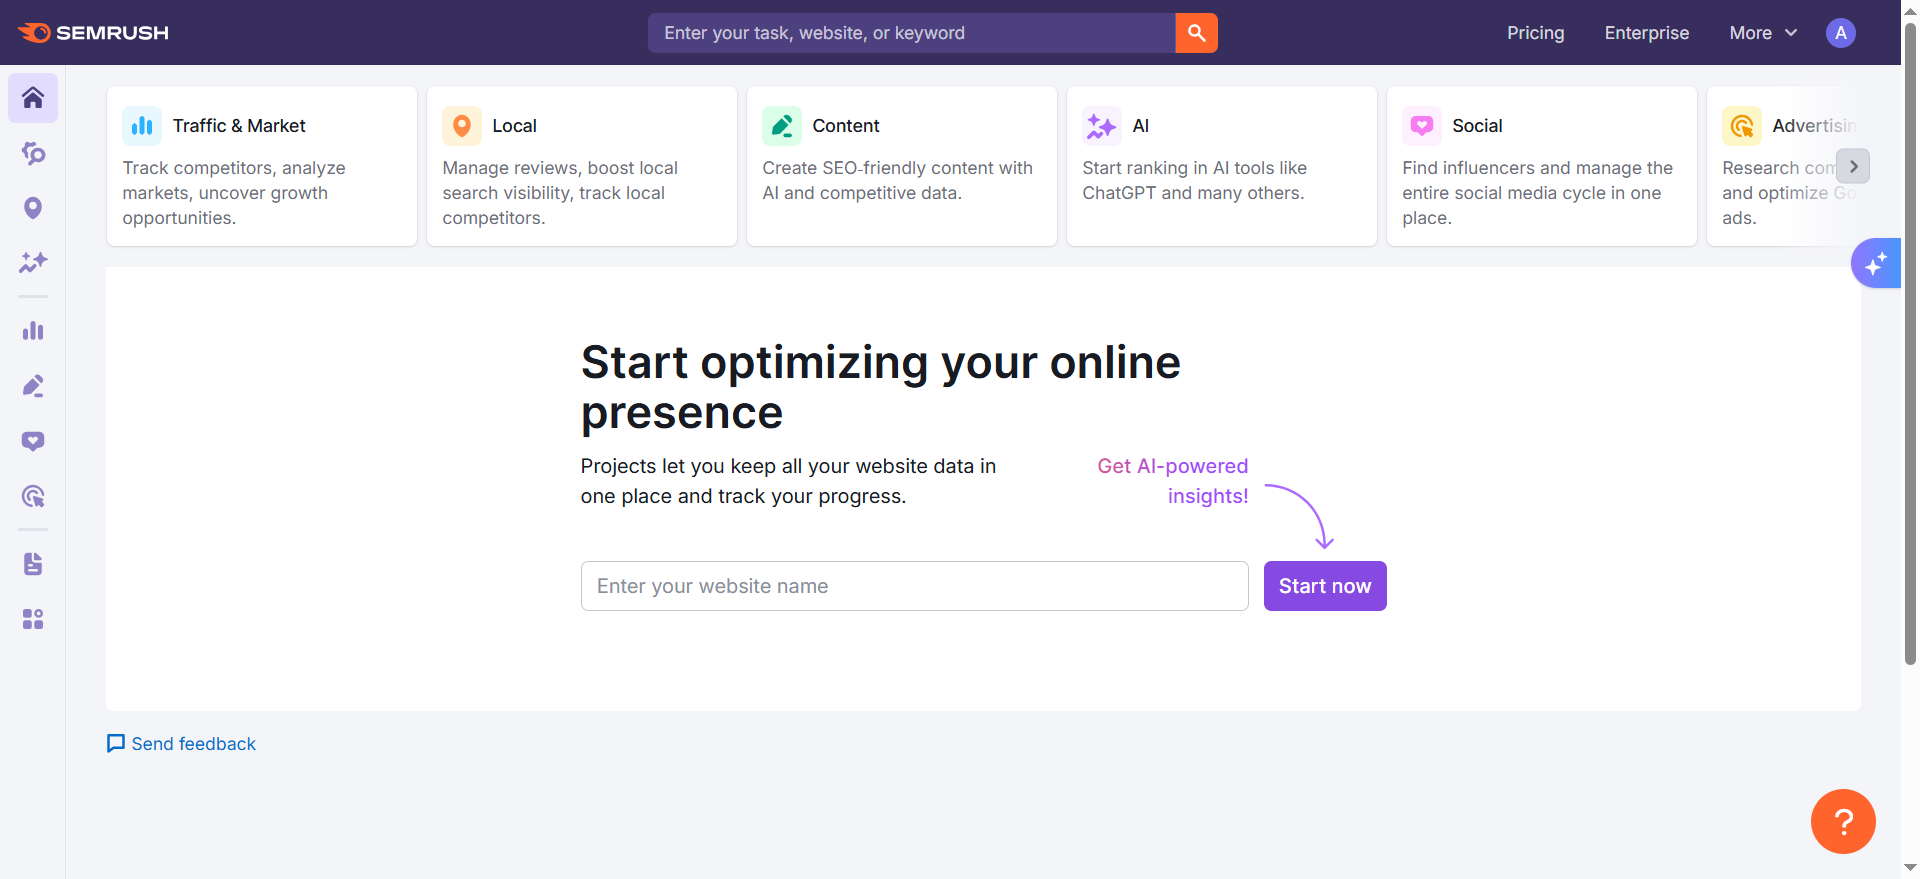 SEMRUSH
Enter your task, website, or keyword
Pricing
Enterprise
More
A
Traffic & Market
Track competitors, analyze
markets, uncover growth
opportunities.
Local
Manage reviews, boost local
search visibility, track local
competitors.
Content
Create SEO-friendly content with
AI and competitive data.
AI
Start ranking in AI tools like
ChatGPT and many others.
Social
Find influencers and manage the
entire social media cycle in one
place.
Advertisin
Research com
and optimize Go
ads.
Start optimizing your online
presence
Projects let you keep all your website data in
one place and track your progress.
Get AI-powered
insights!
Enter your website name
Start now
Send feedback
?